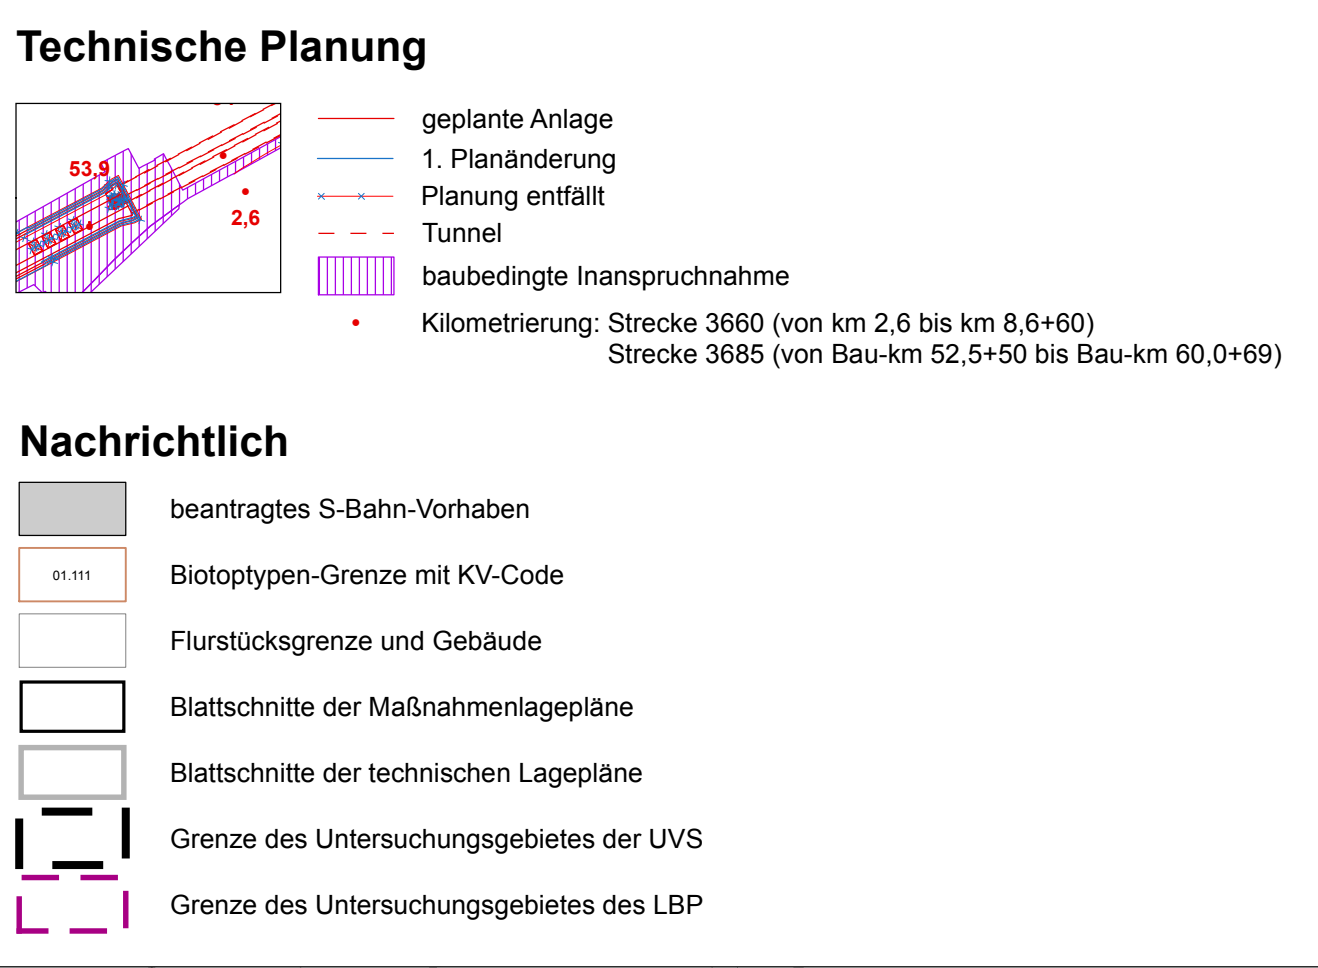 Technische Planung
53,9
2,6
geplante Anlage
1. Planänderung
Planung entfällt
Tunnel
baubedingte Inanspruchnahme
Kilometrierung: Strecke 3660 (von km 2,6 bis km 8,6+60)
Strecke 3685 (von Bau-km 52,5+50 bis Bau-km 60,0+69)
Nachrichtlich
beantragtes S-Bahn-Vorhaben
01.111
Biotoptypen-Grenze mit KV-Code
Flurstücksgrenze und Gebäude
Blattschnitte der Maßnahmenlagepläne
Blattschnitte der technischen Lagepläne
Grenze des Untersuchungsgebietes der UVS
Grenze des Untersuchungsgebietes des LBP